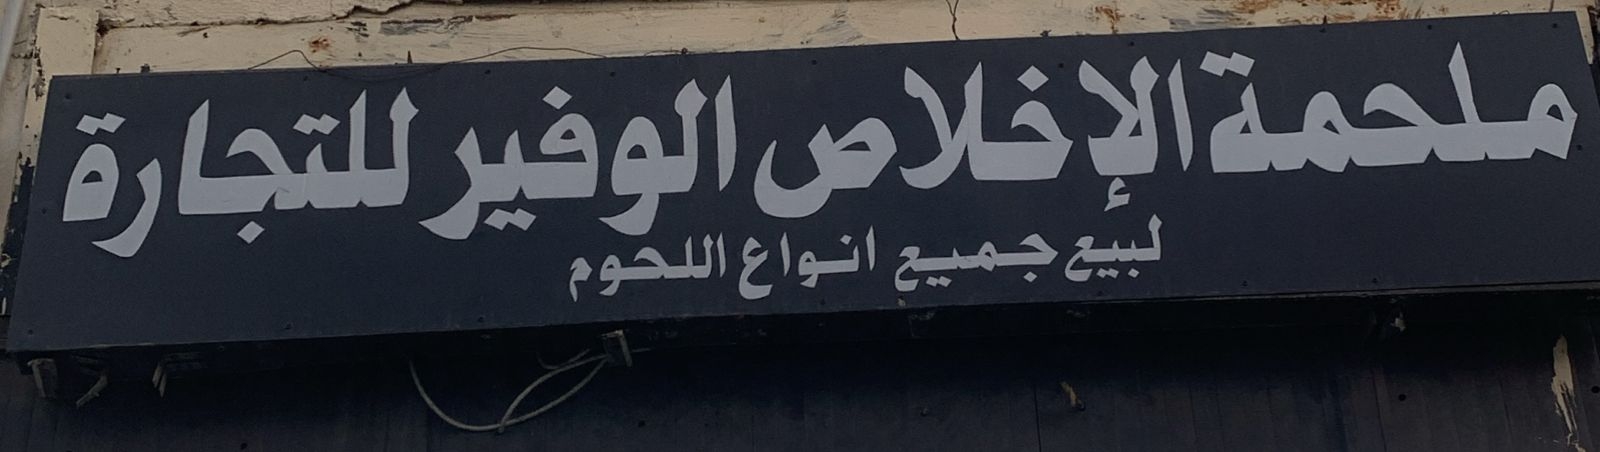 ملحمة الإخلاص الوفير للتجارة
لبيع جميع انواع اللحوم